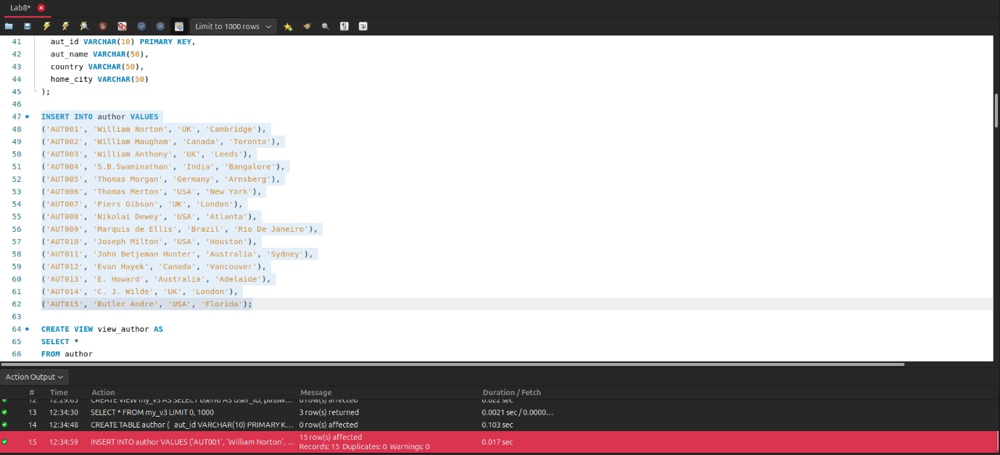 Lab8*
Limit to 1000 rows
41 aut_id VARCHAR(10) PRIMARY KEY,
42 aut_name VARCHAR(50),
43 country VARCHAR(50),
44 home_city VARCHAR(50)
45 );
46
47 INSERT INTO author VALUES
48 ('AUT001', 'William Norton', 'UK', 'Cambridge'),
49 ('AUT002', 'William Maugham', 'Canada', 'Toronto'),
50 ('AUT003', 'William Anthony', 'UK', 'Leeds'),
51 ('AUT004', 'S.B.Swaminathan', 'India', 'Bangalore'),
52 ('AUT005', 'Thomas Morgan', 'Germany', 'Arnsberg'),
53 ('AUT006', 'Thomas Merton', 'USA', 'New York'),
54 ('AUT007', 'Piers Gibson', 'UK', 'London'),
55 ('AUT008', 'Nikolai Dewey', 'USA', 'Atlanta'),
56 ('AUT009', 'Marquis de Ellis', 'Brazil', 'Rio De Janeiro'),
57 ('AUT010', 'Joseph Milton', 'USA', 'Houston'),
58 ('AUT011', 'John Betjeman Hunter', 'Australia', 'Sydney'),
59 ('AUT012', 'Evan Hayek', 'Canada', 'Vancouver'),
60 ('AUT013', 'E. Howard', 'Australia', 'Adelaide'),
61 ('AUT014', 'C. J. Wilde', 'UK', 'London'),
62 ('AUT015', 'Butler Andre', 'USA', 'Florida');
63
64 CREATE VIEW view_author AS
65 SELECT *
66 FROM author
Action Output
# Time Action Message Duration / Fetch
12 12:29:05 CREATE VIEW my_v3 AS SELECT userid AS User_ID, passw... 0 row(s) affected 0.022 sec
13 12:34:30 SELECT * FROM my_v3 LIMIT 0, 1000 3 row(s) returned 0.0021 sec / 0.0000...
14 12:34:48 CREATE TABLE author ( aut_id VARCHAR(10) PRIMARY K... 0 row(s) affected 0.103 sec
15 12:34:59 INSERT INTO author VALUES ('AUT001', 'William Norton', ... 15 row(s) affected 0.017 sec
Records: 15 Duplicates: 0 Warnings: 0